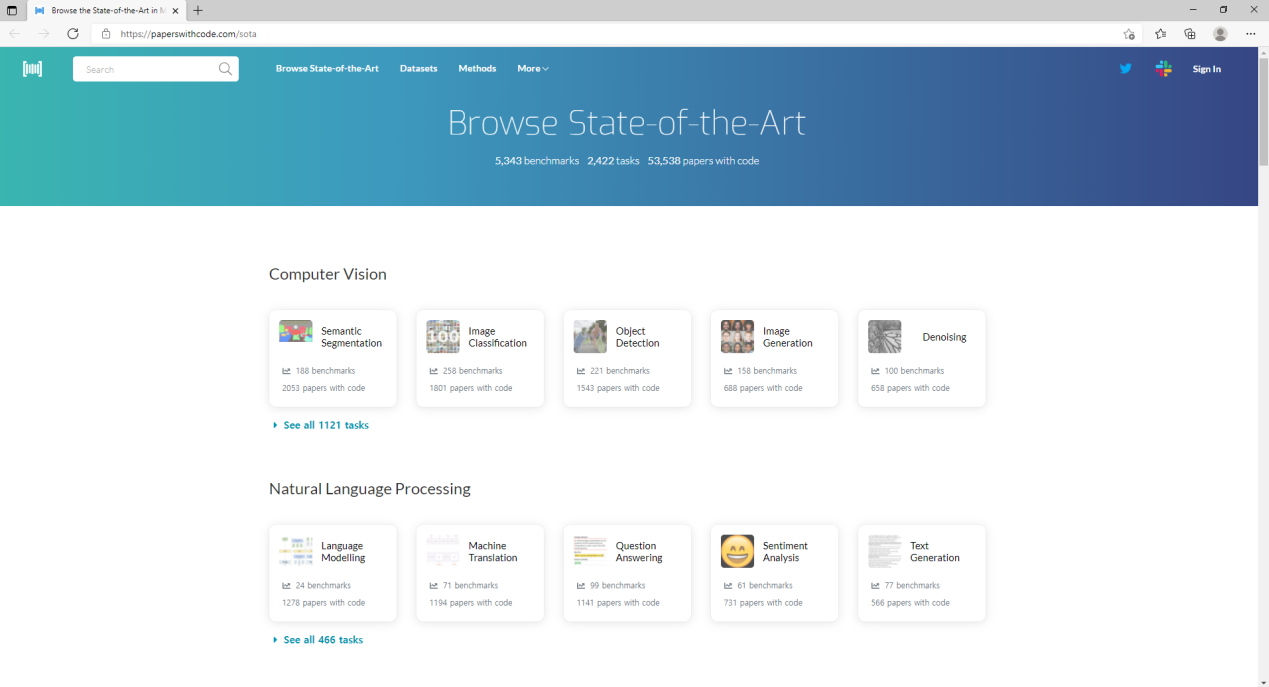 Browse the State-of-the-Art in M
https://paperswithcode.com/sota
Search
Browse State-of-the-Art
Datasets
Methods
More
Sign In
Browse State-of-the-Art
5,343 benchmarks 2,422 tasks 53,538 papers with code
Computer Vision
Semantic
Segmentation
188 benchmarks
2053 papers with code
100
Image
Classification
258 benchmarks
1801 papers with code
Object
Detection
221 benchmarks
1543 papers with code
Image
Generation
158 benchmarks
688 papers with code
Denoising
100 benchmarks
658 papers with code
See all 1121 tasks
Natural Language Processing
Language
Modelling
24 benchmarks
1278 papers with code
Machine
Translation
71 benchmarks
1194 papers with code
Question
Answering
99 benchmarks
1141 papers with code
Sentiment
Analysis
61 benchmarks
731 papers with code
Text
Generation
77 benchmarks
566 papers with code
See all 466 tasks